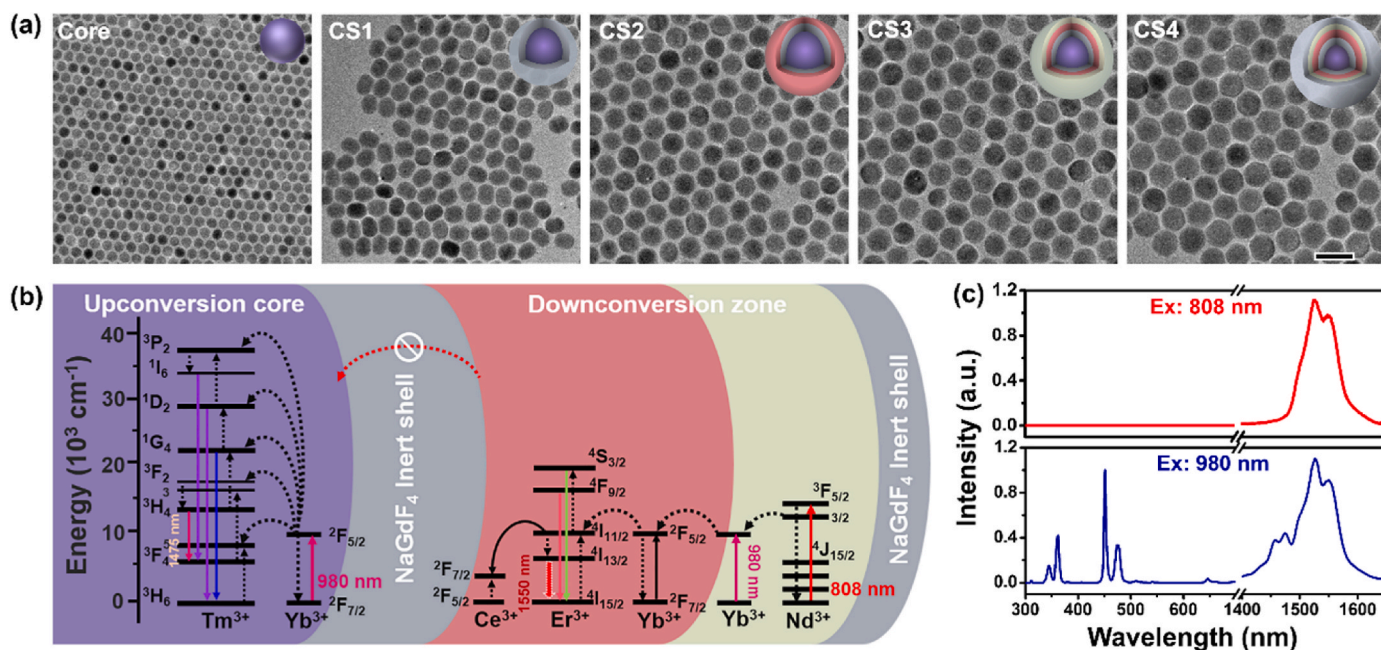 (a)
Core
CS1
CS2
CS3
CS4
(b)
Upconversion core
Downconversion zone
NaGdF₄ Inert shell
NaGdF₄ Inert shell
Energy (10³ cm⁻¹)
40
30
20
10
0
³P₂
¹I₆
¹D₂
¹G₄
³F₂
3
³H₄
5
³F₄
³H₆
1475 nm
Tm³⁺
²F₅/₂
980 nm
²F₇/₂
Yb³⁺
²F₇/₂
²F₅/₂
Ce³⁺
⁴S₃/₂
⁴F₉/₂
⁴I₁₁/₂
⁴I₁₃/₂
⁴I₁₅/₂
1550 nm
Er³⁺
²F₅/₂
²F₇/₂
Yb³⁺
980 nm
Yb³⁺
³F₅/₂
3/2
⁴J₁₅/₂
808 nm
Nd³⁺
(c)
Ex: 808 nm
Ex: 980 nm
Intensity (a.u.)
1.2
0.8
0.4
0.0
1.2
0.8
0.4
0.0
300 400 500 600 1400 1500 1600
Wavelength (nm)